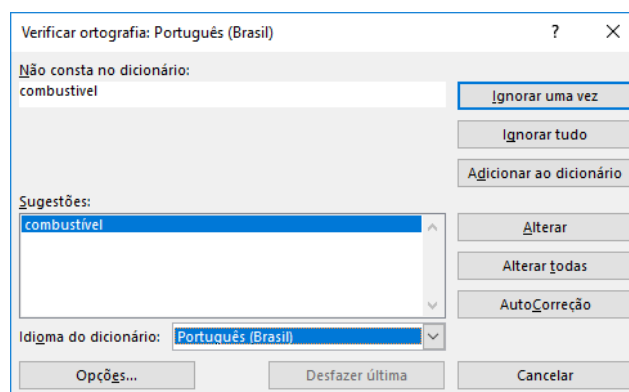 Verificar ortografia: Português (Brasil)
?
Não consta no dicionário:
combustivel
Ignorar uma vez
Ignorar tudo
Adicionar ao dicionário
Sugestões:
combustível
Alterar
Alterar todas
AutoCorreção
Idioma do dicionário:
Português (Brasil)
Opções...
Desfazer última
Cancelar